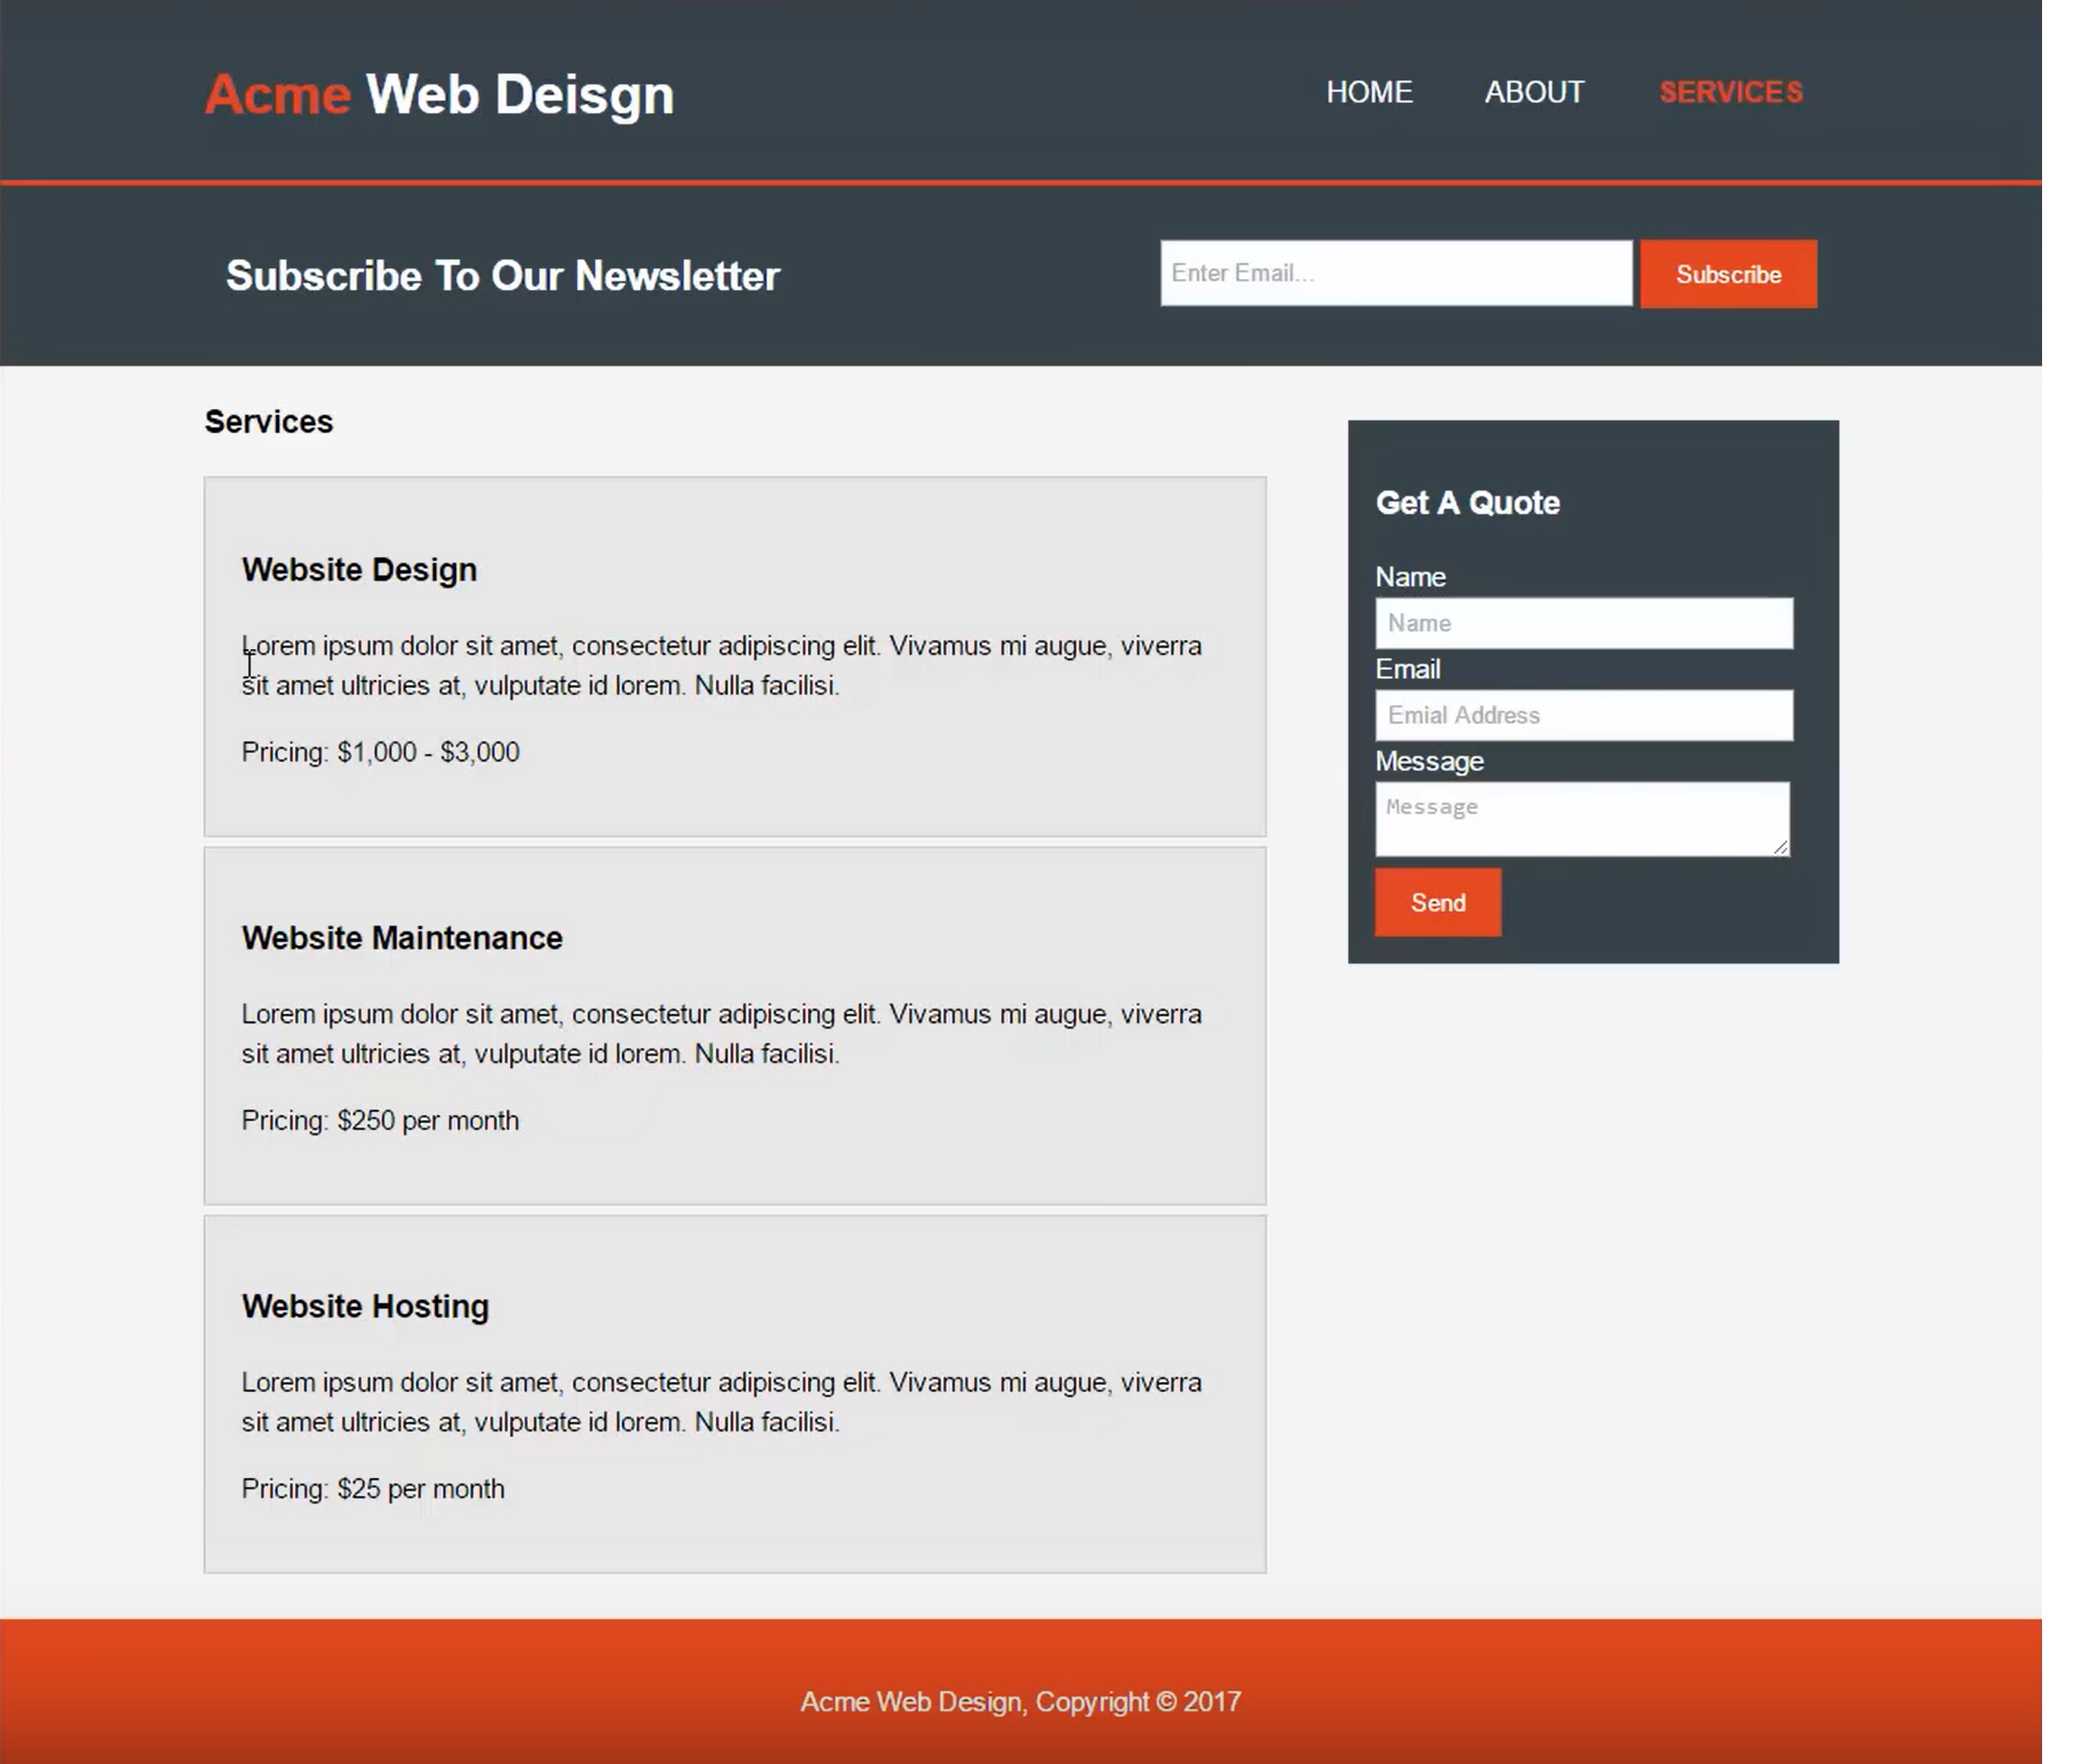 Acme Web Deisgn
HOME ABOUT SERVICES
Subscribe To Our Newsletter
Enter Email...
Subscribe
Services
Website Design
Lorem ipsum dolor sit amet, consectetur adipiscing elit. Vivamus mi augue, viverra
sit amet ultricies at, vulputate id lorem. Nulla facilisi.
Pricing: $1,000 - $3,000
Website Maintenance
Lorem ipsum dolor sit amet, consectetur adipiscing elit. Vivamus mi augue, viverra
sit amet ultricies at, vulputate id lorem. Nulla facilisi.
Pricing: $250 per month
Website Hosting
Lorem ipsum dolor sit amet, consectetur adipiscing elit. Vivamus mi augue, viverra
sit amet ultricies at, vulputate id lorem. Nulla facilisi.
Pricing: $25 per month
Get A Quote
Name
Name
Email
Emial Address
Message
Message
Send
Acme Web Design, Copyright © 2017